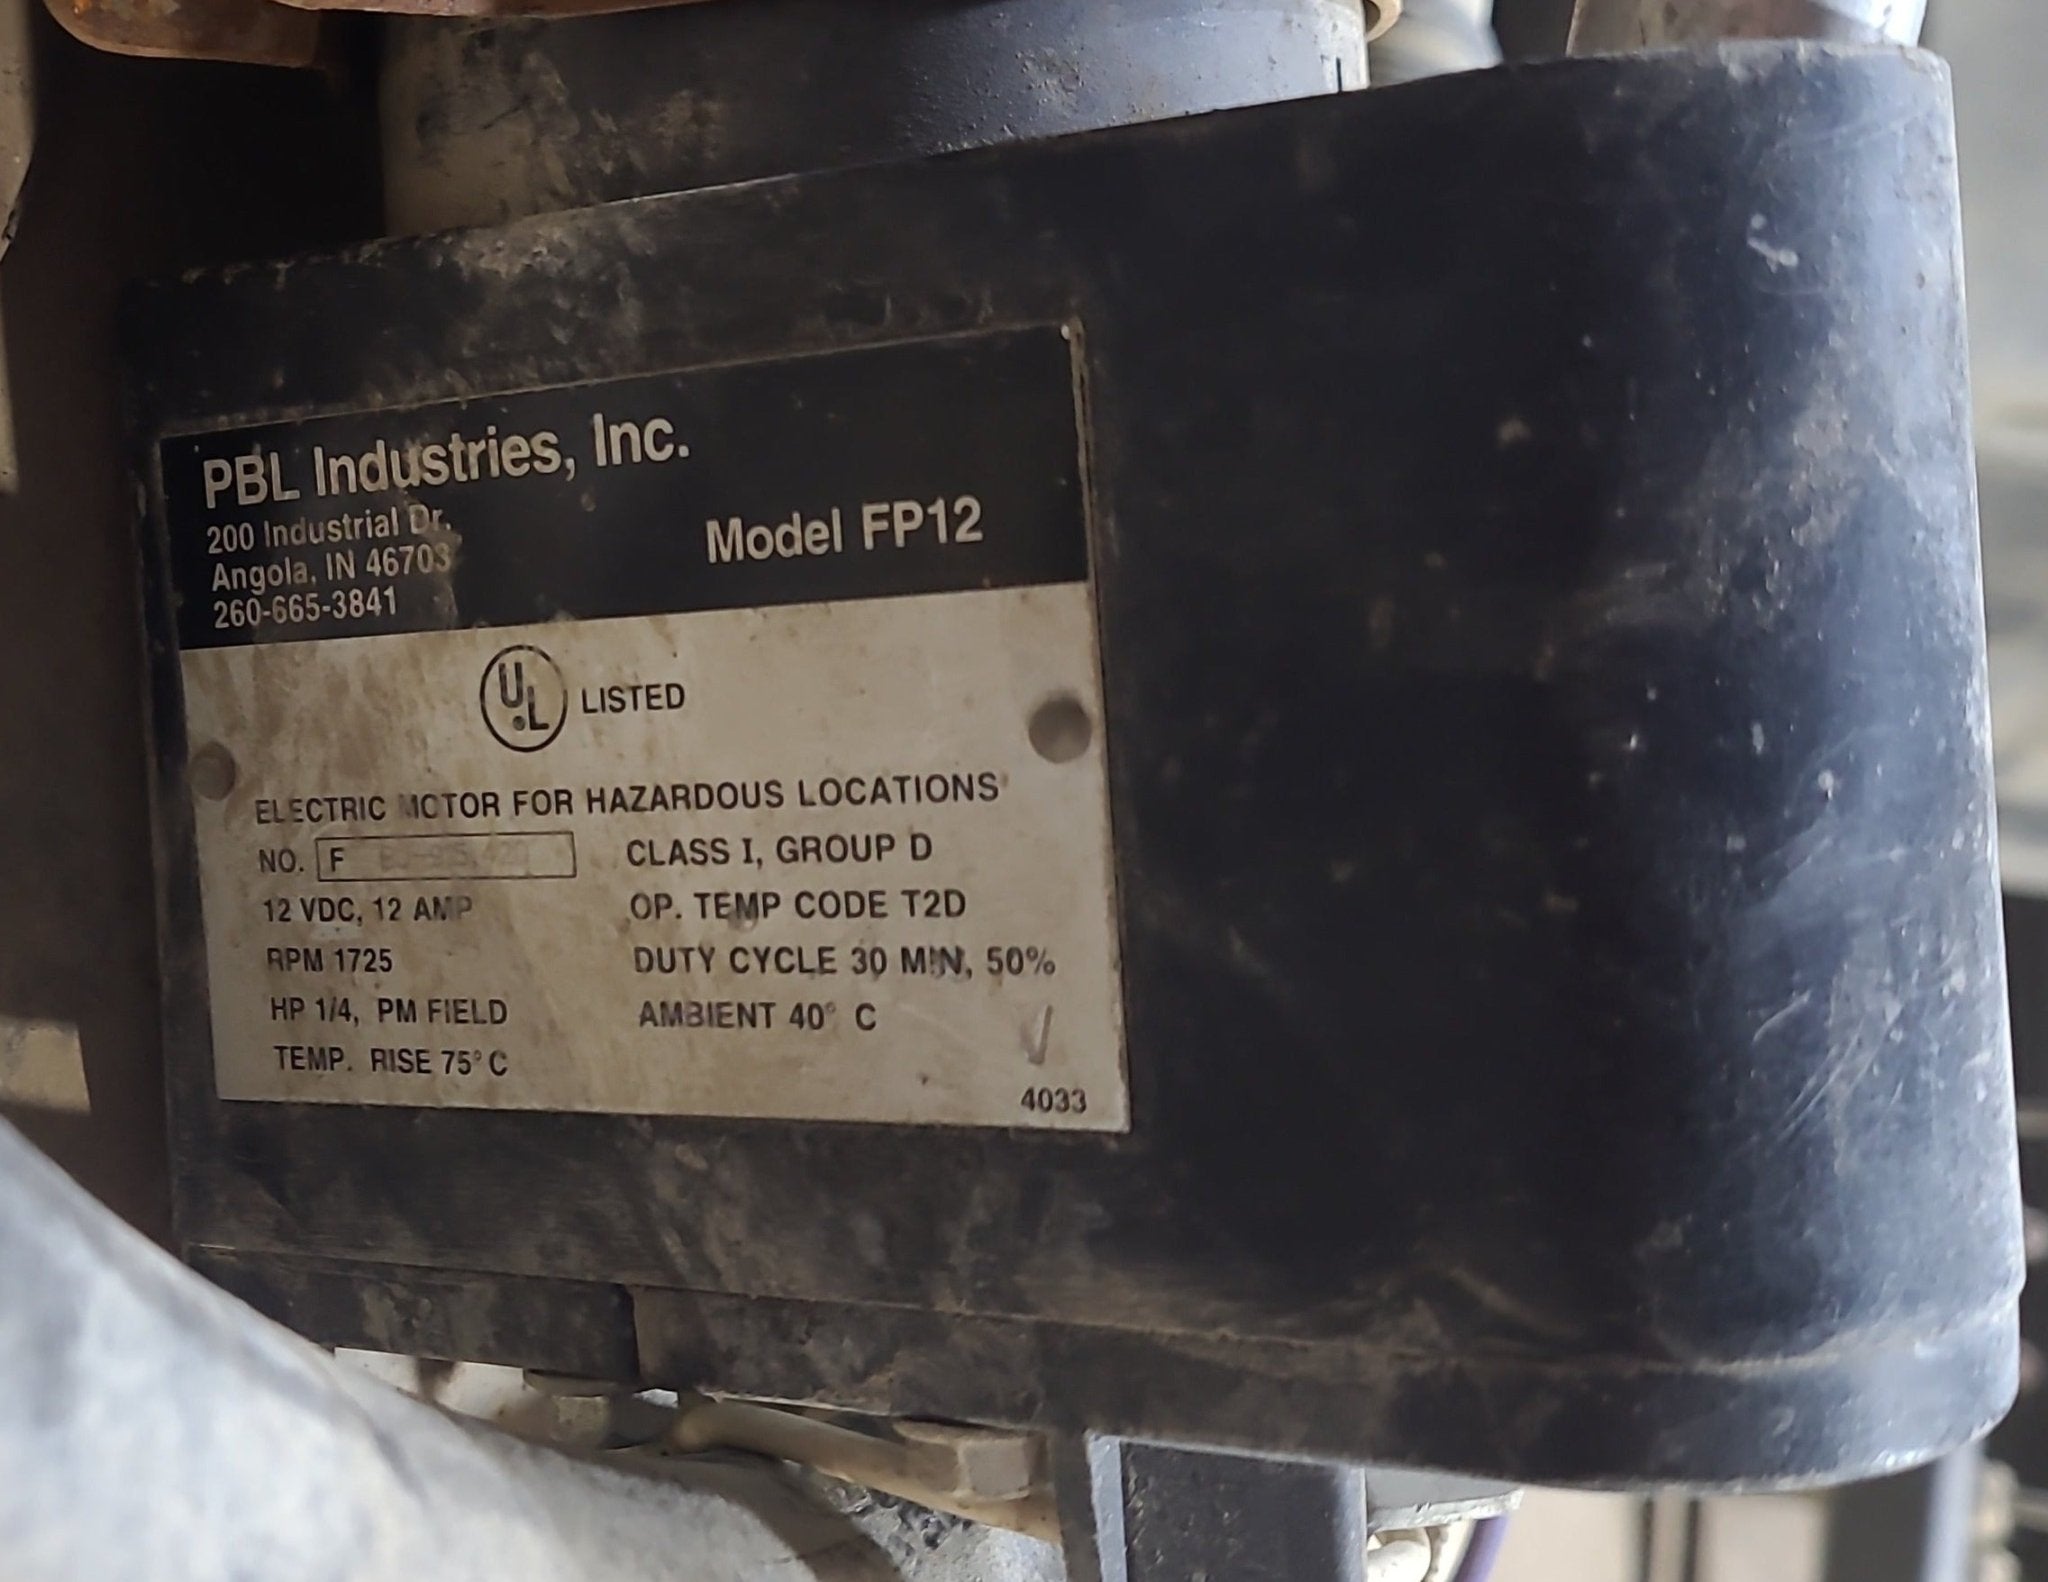 PBL Industries, Inc.
200 Industrial Dr.
Angola, IN 46703
260-665-3841
Model FP12
UL LISTED
ELECTRIC MOTOR FOR HAZARDOUS LOCATIONS
NO. F
12 VDC, 12 AMP
RPM 1725
HP 1/4, PM FIELD
TEMP. RISE 75° C
CLASS I, GROUP D
OP. TEMP CODE T2D
DUTY CYCLE 30 MIN, 50%
AMBIENT 40° C
4033